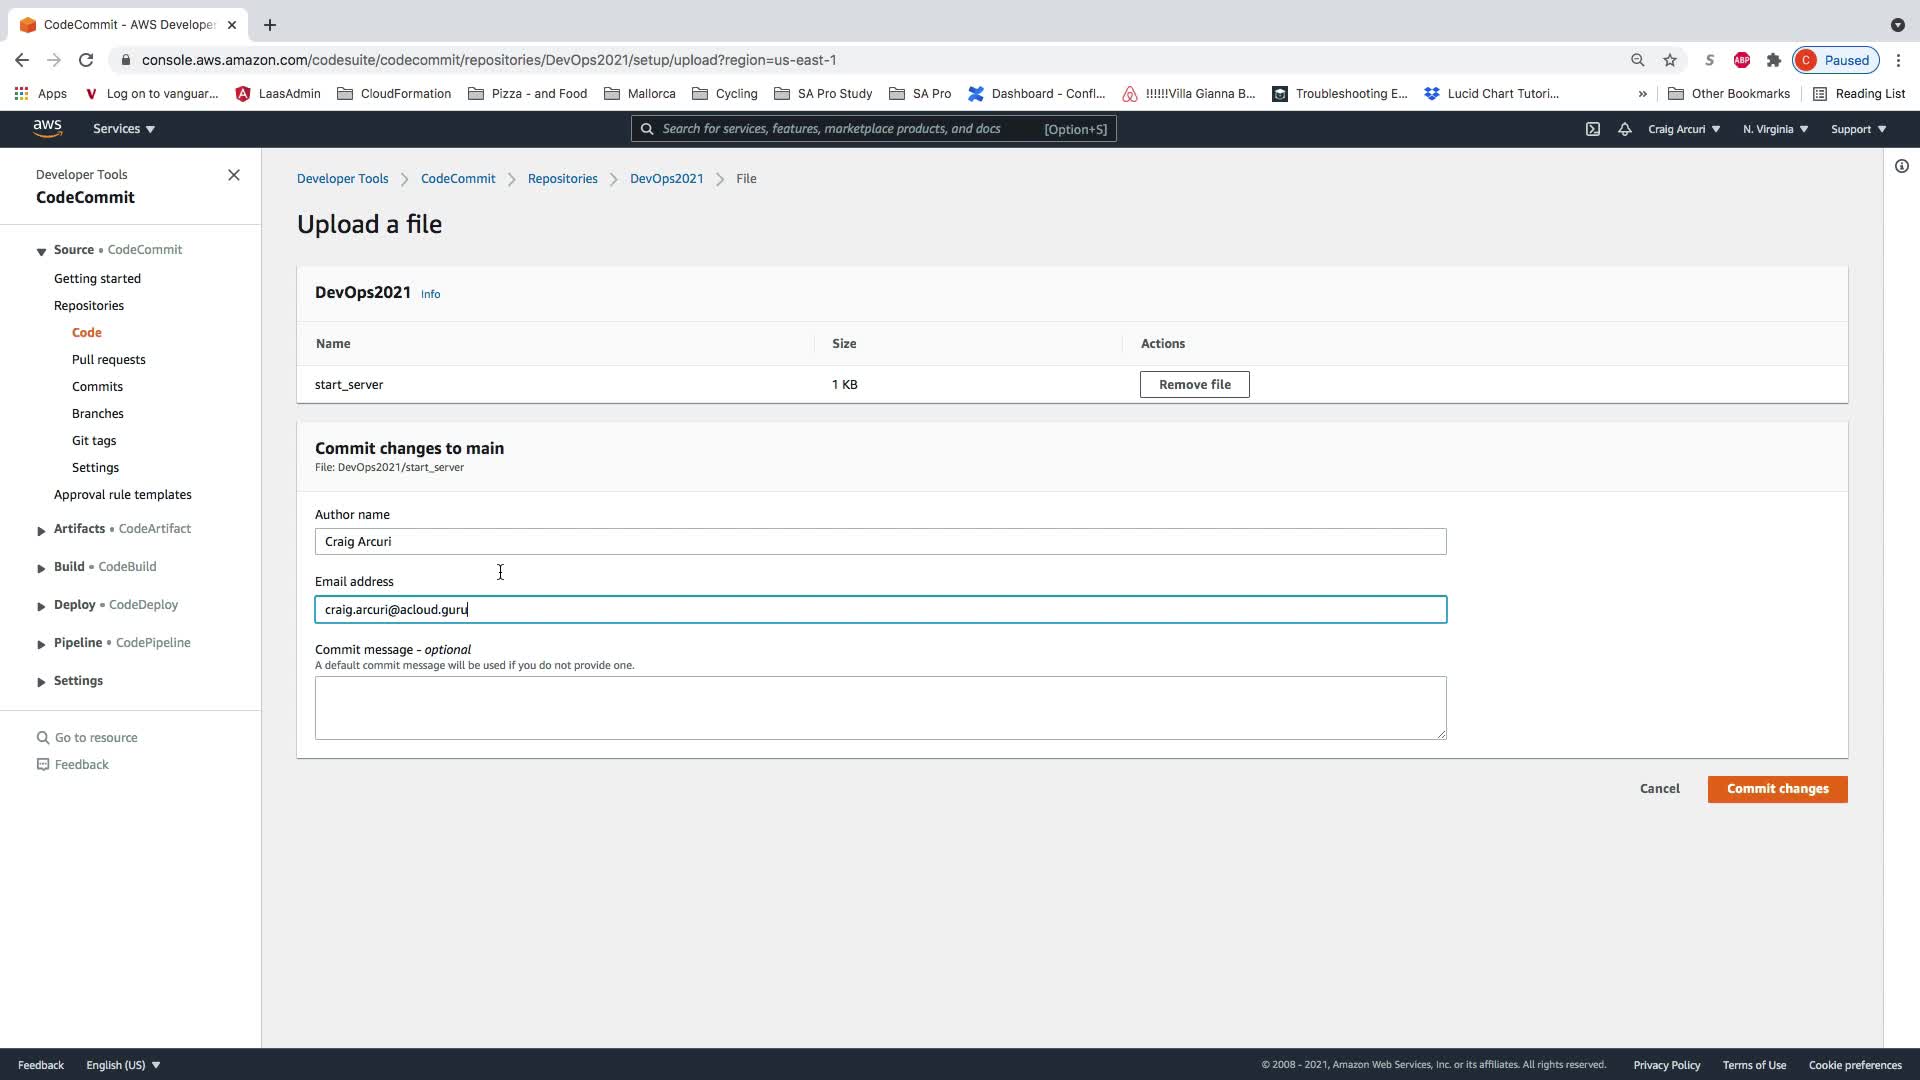 CodeCommit - AWS Developer
console.aws.amazon.com/codesuite/codecommit/repositories/DevOps2021/setup/upload?region=us-east-1
S ABP C Paused
Apps Log on to vanguar... LaasAdmin CloudFormation Pizza - and Food Mallorca Cycling SA Pro Study SA Pro Dashboard - Confl... !!!!!!Villa Gianna B... Troubleshooting E... Lucid Chart Tutori... » Other Bookmarks Reading List
aws Services Search for services, features, marketplace products, and docs [Option+S] Craig Arcuri N. Virginia Support
Developer Tools
CodeCommit
Source • CodeCommit
Getting started
Repositories
Code
Pull requests
Commits
Branches
Git tags
Settings
Approval rule templates
Artifacts • CodeArtifact
Build • CodeBuild
Deploy • CodeDeploy
Pipeline • CodePipeline
Settings
Go to resource
Feedback
Developer Tools CodeCommit Repositories DevOps2021 File
Upload a file
DevOps2021 Info
Name Size Actions
start_server 1 KB Remove file
Commit changes to main
File: DevOps2021/start_server
Author name
Craig Arcuri
Email address
craig.arcuri@acloud.guru
Commit message - optional
A default commit message will be used if you do not provide one.
Cancel Commit changes
Feedback English (US) © 2008 - 2021, Amazon Web Services, Inc. or its affiliates. All rights reserved. Privacy Policy Terms of Use Cookie preferences